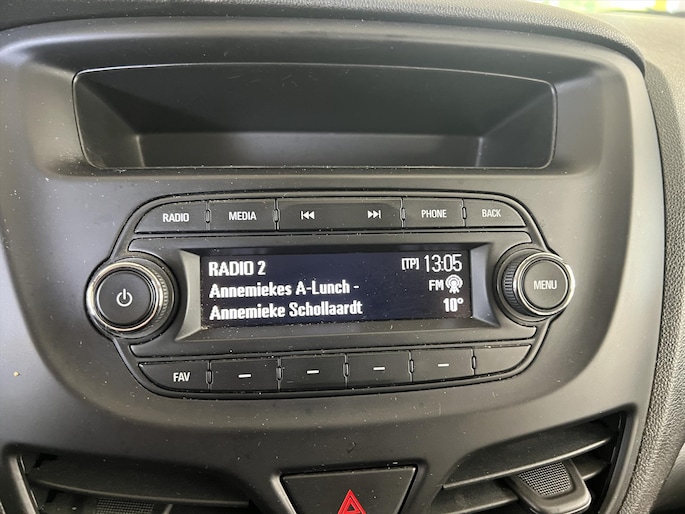 RADIO MEDIA PHONE BACK
RADIO 2 [TP] 13:05
Annemiekes A-Lunch - FM
Annemieke Schollaardt 10°
MENU
FAV